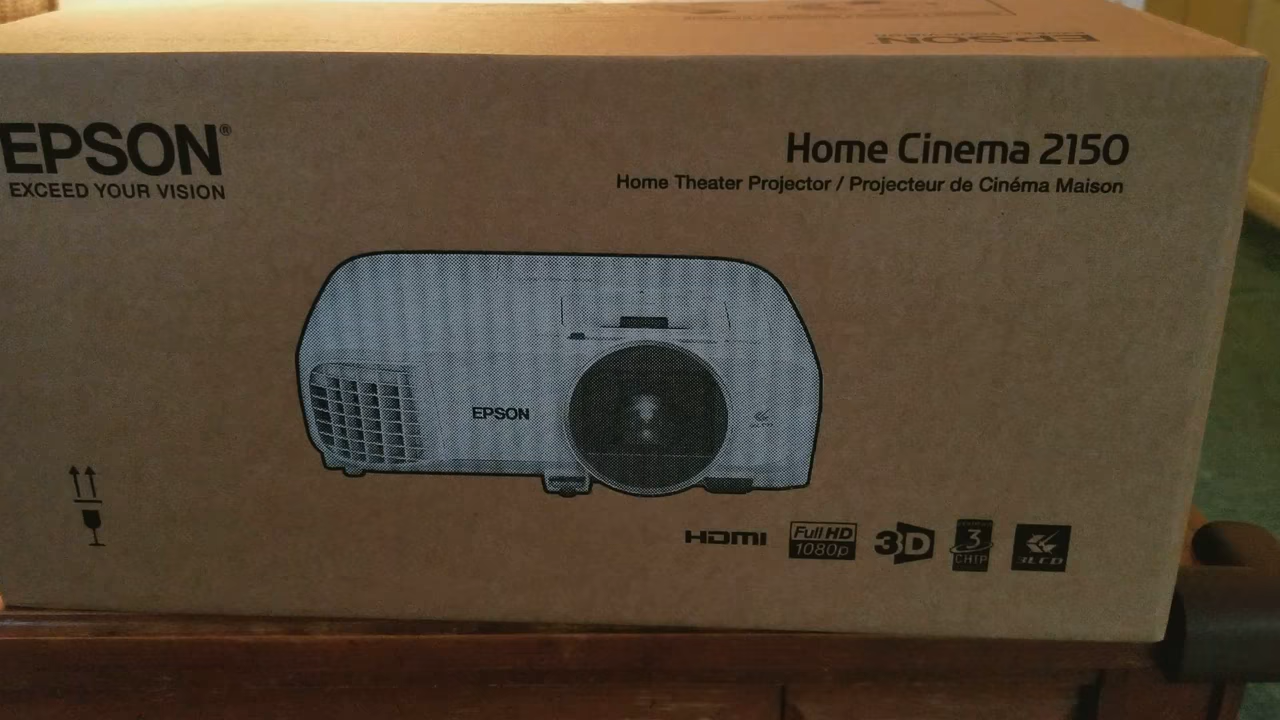 EPSON
EPSON®
EXCEED YOUR VISION
Home Cinema 2150
Home Theater Projector / Projecteur de Cinéma Maison
EPSON
HDMI
Full HD
1080p
3D
3
CHIP
3LCD